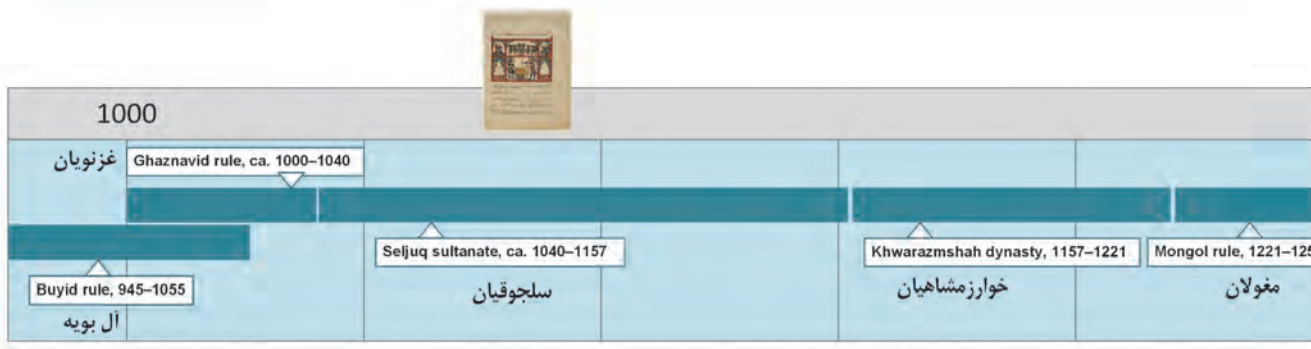 1000
غزنویان
Ghaznavid rule, ca. 1000–1040
Seljuq sultanate, ca. 1040–1157
Khwarazmshah dynasty, 1157–1221
Mongol rule, 1221–125
Buyid rule, 945–1055
سلجوقیان
خوارزمشاهیان
مغولان
آل بویه